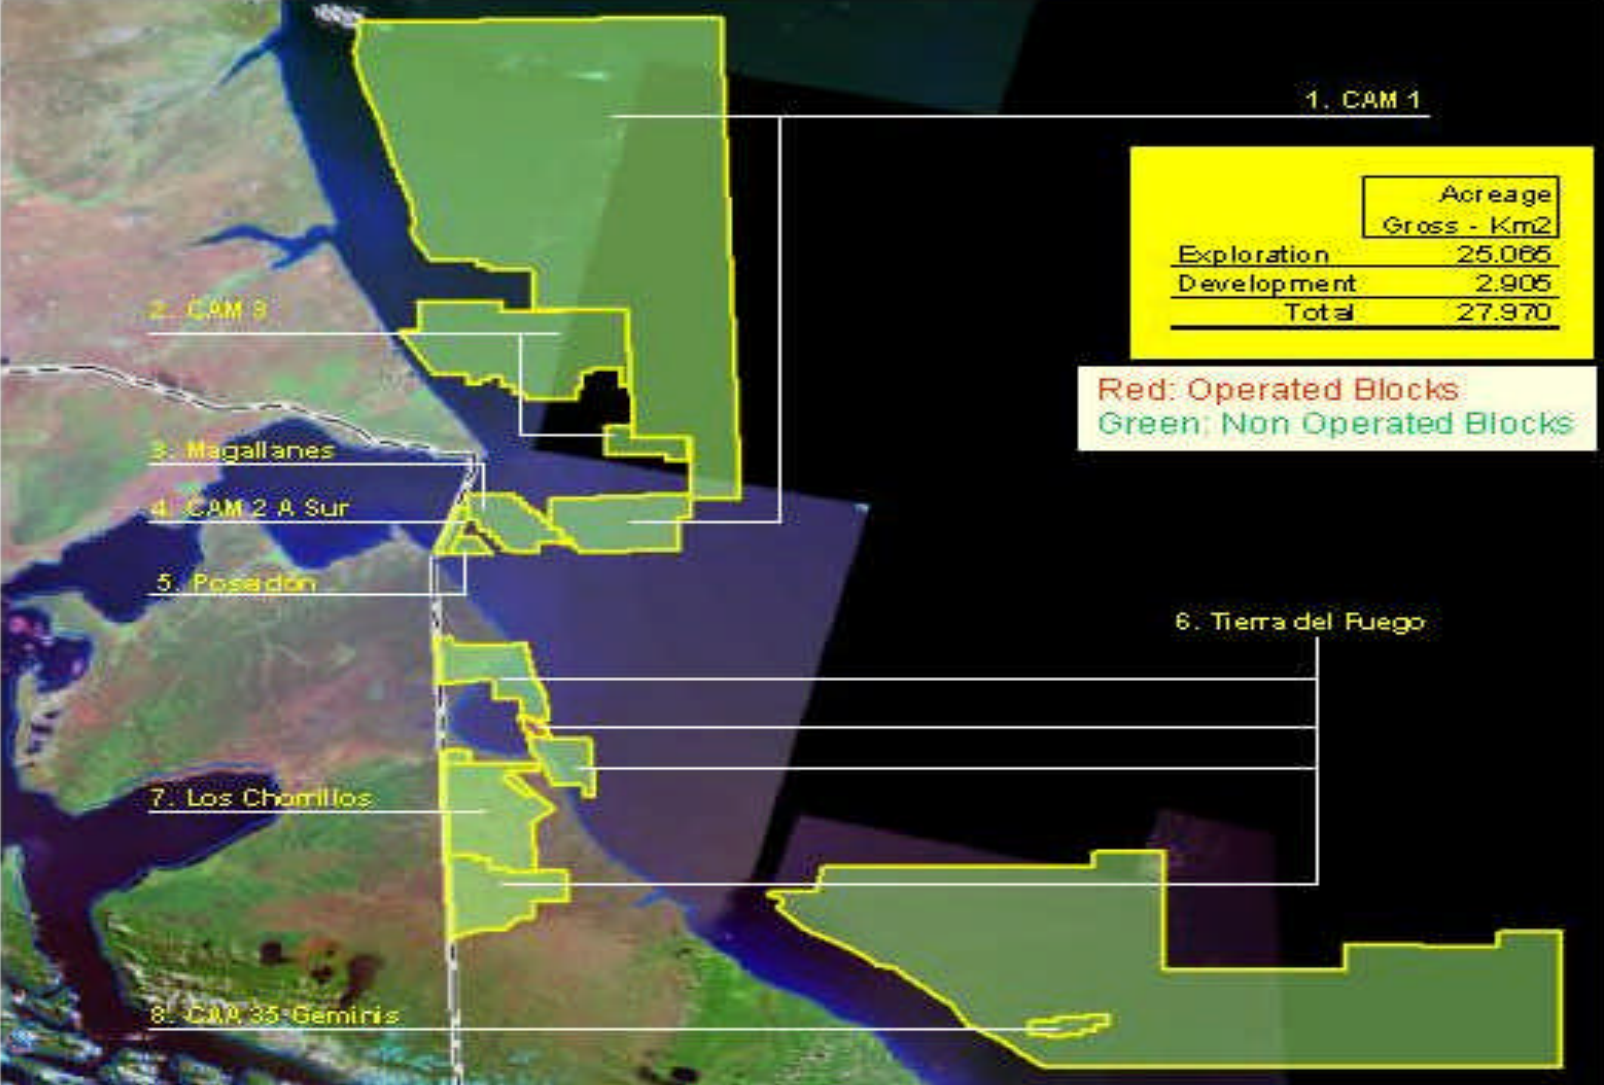 1. CAM 1
Acreage
Gross - Km2
Exploration 25.065
Development 2.905
Total 27.970
2. CAM 3
Red: Operated Blocks
Green: Non Operated Blocks
3. Magallanes
4. CAM 2 A Sur
5. Poseidón
6. Tierra del Fuego
7. Los Chorrillos
8. CAA 35 Geminis